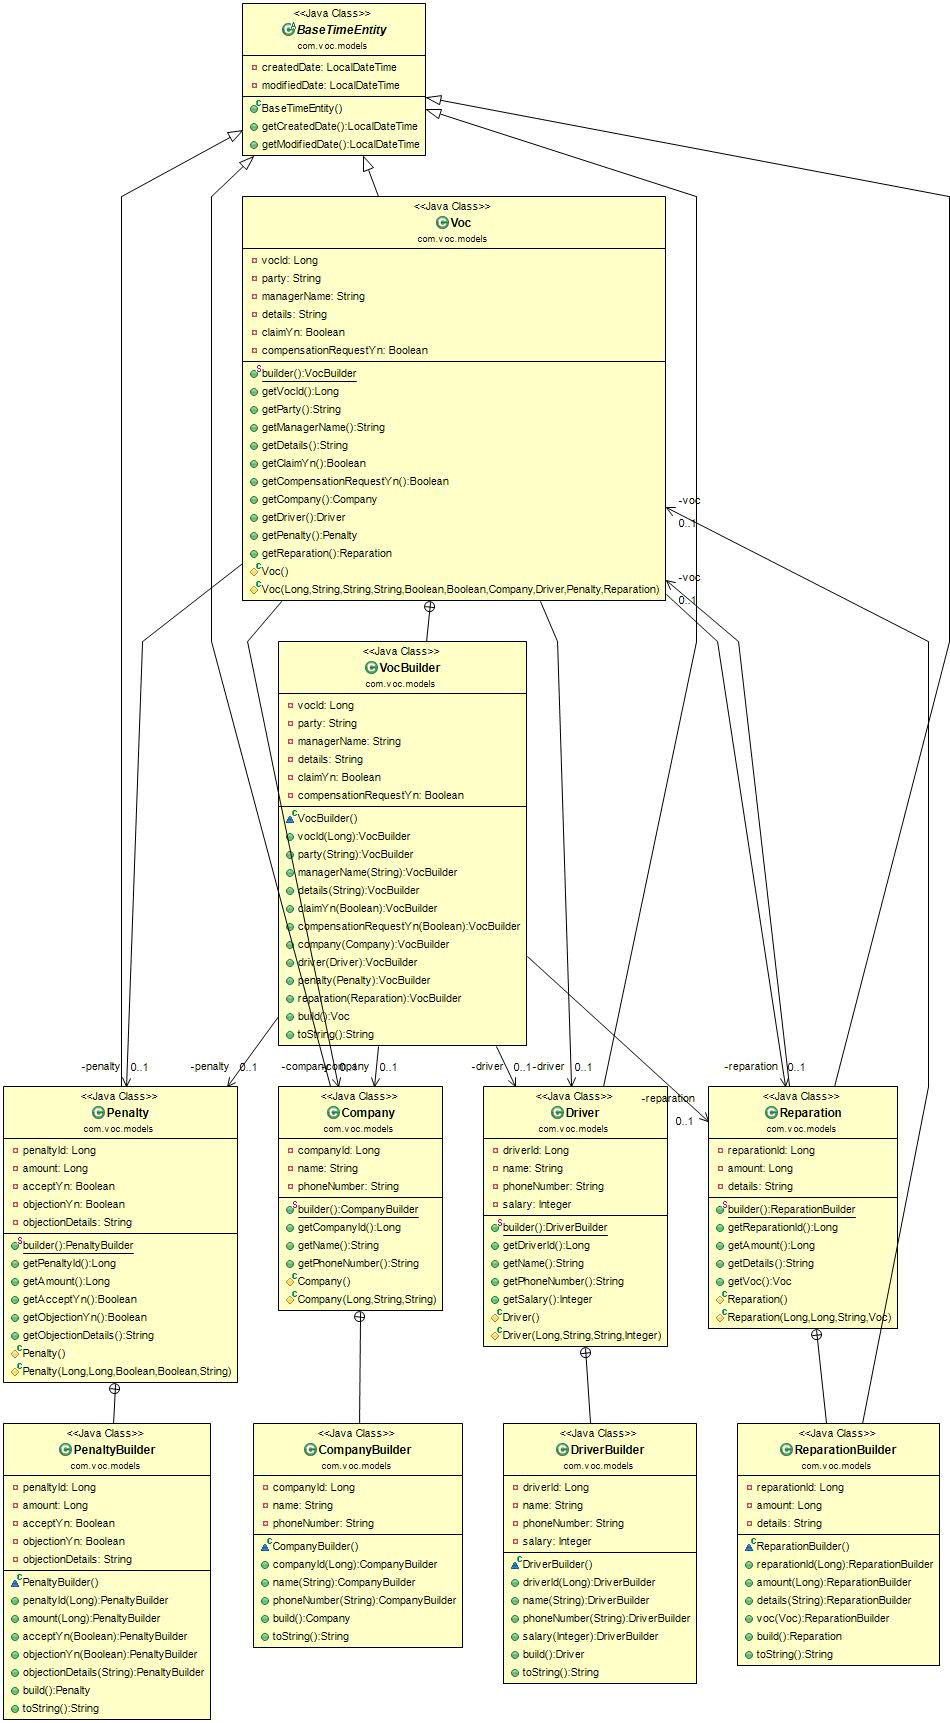 <<Java Class>>
BaseTimeEntity
com.voc.models
createdDate: LocalDateTime
modifiedDate: LocalDateTime
BaseTimeEntity()
getCreatedDate():LocalDateTime
getModifiedDate():LocalDateTime
<<Java Class>>
Voc
com.voc.models
vocId: Long
party: String
managerName: String
details: String
claimYn: Boolean
compensationRequestYn: Boolean
builder():VocBuilder
getVocId():Long
getParty():String
getManagerName():String
getDetails():String
getClaimYn():Boolean
getCompensationRequestYn():Boolean
getCompany():Company
getDriver():Driver
getPenalty():Penalty
getReparation():Reparation
Voc()
Voc(Long,String,String,String,Boolean,Boolean,Company,Driver,Penalty,Reparation)
-voc
0..1
-voc
0..1
<<Java Class>>
VocBuilder
com.voc.models
vocId: Long
party: String
managerName: String
details: String
claimYn: Boolean
compensationRequestYn: Boolean
VocBuilder()
vocId(Long):VocBuilder
party(String):VocBuilder
managerName(String):VocBuilder
details(String):VocBuilder
claimYn(Boolean):VocBuilder
compensationRequestYn(Boolean):VocBuilder
company(Company):VocBuilder
driver(Driver):VocBuilder
penalty(Penalty):VocBuilder
reparation(Reparation):VocBuilder
build():Voc
toString():String
-penalty 0..1 -penalty 0..1 -company 0..1 -company 0..1 -driver 0..1 -driver 0..1 -reparation 0..1
-reparation
0..1
<<Java Class>>
Penalty
com.voc.models
penaltyId: Long
amount: Long
acceptYn: Boolean
objectionYn: Boolean
objectionDetails: String
builder():PenaltyBuilder
getPenaltyId():Long
getAmount():Long
getAcceptYn():Boolean
getObjectionYn():Boolean
getObjectionDetails():String
Penalty()
Penalty(Long,Long,Boolean,Boolean,String)
<<Java Class>>
Company
com.voc.models
companyId: Long
name: String
phoneNumber: String
builder():CompanyBuilder
getCompanyId():Long
getName():String
getPhoneNumber():String
Company()
Company(Long,String,String)
<<Java Class>>
Driver
com.voc.models
driverId: Long
name: String
phoneNumber: String
salary: Integer
builder():DriverBuilder
getDriverId():Long
getName():String
getPhoneNumber():String
getSalary():Integer
Driver()
Driver(Long,String,String,Integer)
<<Java Class>>
Reparation
com.voc.models
reparationId: Long
amount: Long
details: String
builder():ReparationBuilder
getReparationId():Long
getAmount():Long
getDetails():String
getVoc():Voc
Reparation()
Reparation(Long,Long,String,Voc)
<<Java Class>>
PenaltyBuilder
com.voc.models
penaltyId: Long
amount: Long
acceptYn: Boolean
objectionYn: Boolean
objectionDetails: String
PenaltyBuilder()
penaltyId(Long):PenaltyBuilder
amount(Long):PenaltyBuilder
acceptYn(Boolean):PenaltyBuilder
objectionYn(Boolean):PenaltyBuilder
objectionDetails(String):PenaltyBuilder
build():Penalty
toString():String
<<Java Class>>
CompanyBuilder
com.voc.models
companyId: Long
name: String
phoneNumber: String
CompanyBuilder()
companyId(Long):CompanyBuilder
name(String):CompanyBuilder
phoneNumber(String):CompanyBuilder
build():Company
toString():String
<<Java Class>>
DriverBuilder
com.voc.models
driverId: Long
name: String
phoneNumber: String
salary: Integer
DriverBuilder()
driverId(Long):DriverBuilder
name(String):DriverBuilder
phoneNumber(String):DriverBuilder
salary(Integer):DriverBuilder
build():Driver
toString():String
<<Java Class>>
ReparationBuilder
com.voc.models
reparationId: Long
amount: Long
details: String
ReparationBuilder()
reparationId(Long):ReparationBuilder
amount(Long):ReparationBuilder
details(String):ReparationBuilder
voc(Voc):ReparationBuilder
build():Reparation
toString():String